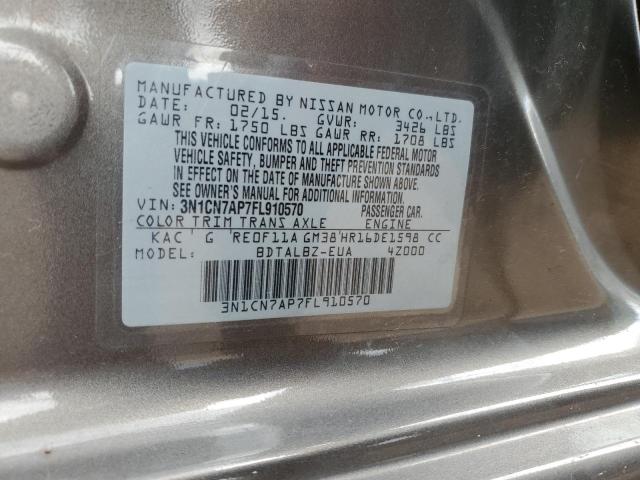 MANUFACTURED BY NISSAN MOTOR CO.,LTD.
DATE: 02/15. GVWR: 3426 LBS
GAWR FR: 1750 LBS GAWR RR: 1708 LBS
THIS VEHICLE CONFORMS TO ALL APPLICABLE FEDERAL MOTOR
VEHICLE SAFETY, BUMPER AND THEFT PREVENTION STANDARDS
IN EFFECT ON THE DATE OF MANUFACTURE SHOWN ABOVE.
SEE OWNER'S MANUAL FOR ADDITIONAL INFORMATION.
VIN: 3N1CN7AP7FL910570 PASSENGER CAR.
COLOR TRIM TRANS AXLE ENGINE
KAC G RE0F11A GM38 HR16DE1598 CC
MODEL: BDTALBZ-EUA 4Z000
3N1CN7AP7FL910570